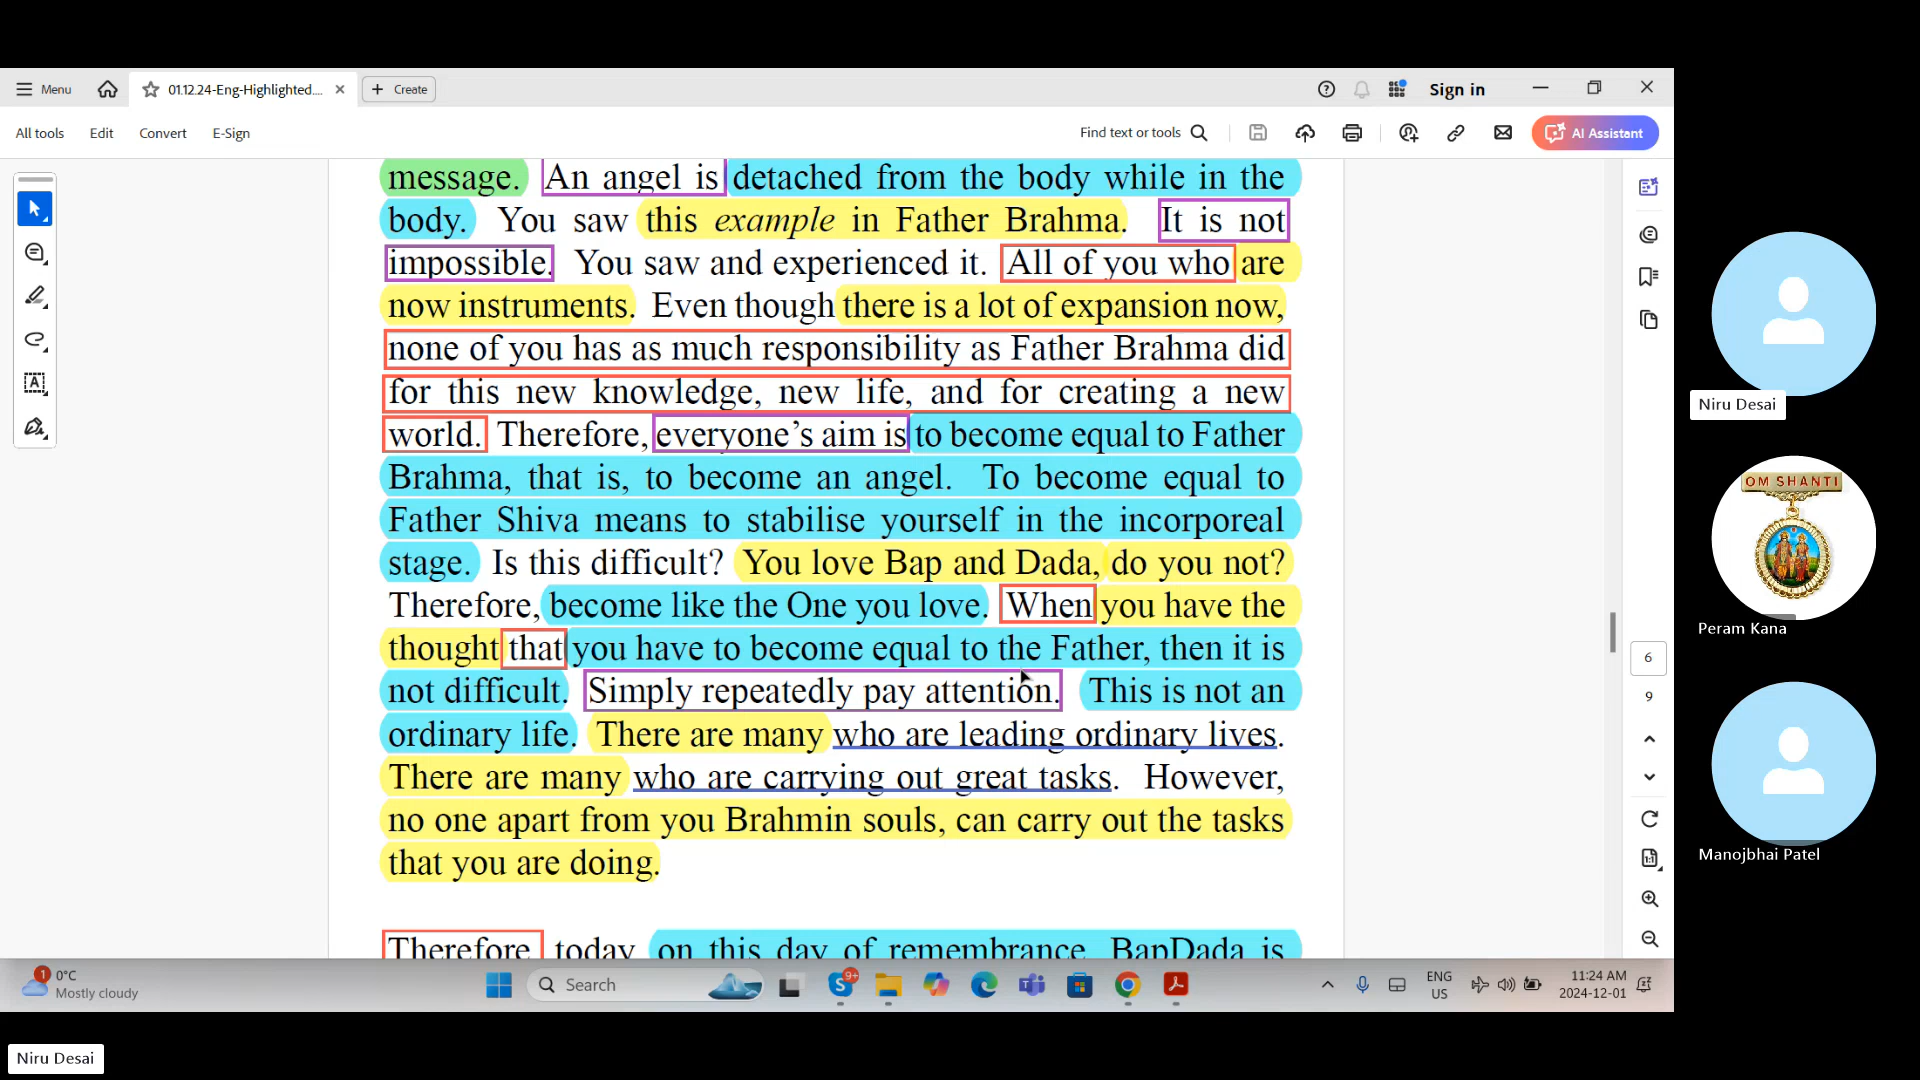 Menu
01.12.24-Eng-Highlighted....
Create
Sign in
All tools
Edit
Convert
E-Sign
Find text or tools
AI Assistant
message. An angel is detached from the body while in the
body. You saw this example in Father Brahma. It is not
impossible. You saw and experienced it. All of you who are
now instruments. Even though there is a lot of expansion now,
none of you has as much responsibility as Father Brahma did
for this new knowledge, new life, and for creating a new
world. Therefore, everyone's aim is to become equal to Father
Brahma, that is, to become an angel. To become equal to
Father Shiva means to stabilise yourself in the incorporeal
stage. Is this difficult? You love Bap and Dada, do you not?
Therefore, become like the One you love. When you have the
thought that you have to become equal to the Father, then it is
not difficult. Simply repeatedly pay attention. This is not an
ordinary life. There are many who are leading ordinary lives.
There are many who are carrying out great tasks. However,
no one apart from you Brahmin souls, can carry out the tasks
that you are doing.
Therefore today on this day of remembrance BapDada is
6
9
1:1
Niru Desai
OM SHANTI
Peram Kana
Manojbhai Patel
1
0°C
Mostly cloudy
Search
9+
ENG
US
11:24 AM
2024-12-01
Niru Desai